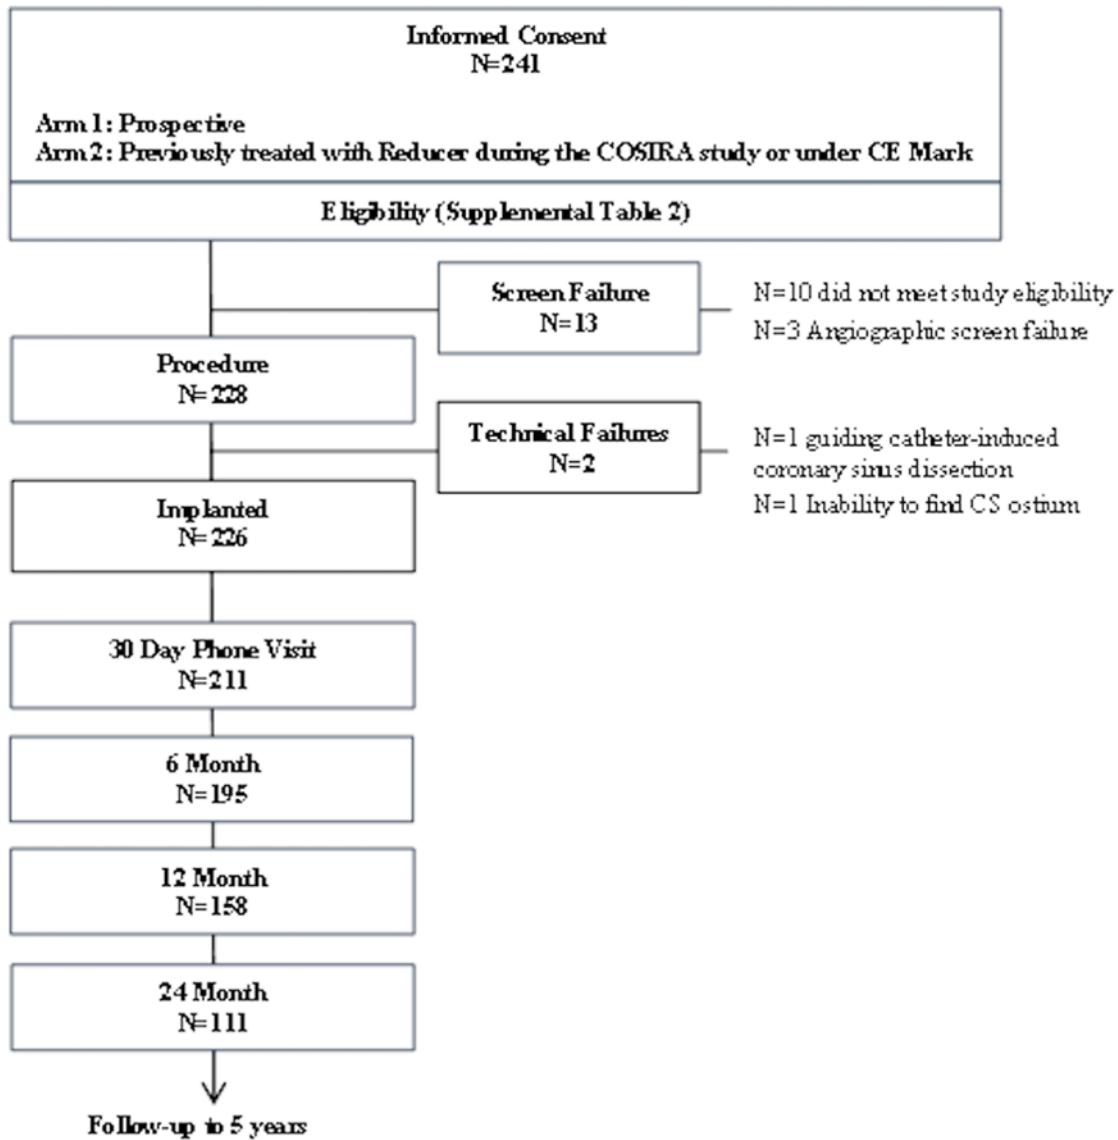 Informed Consent
N=241
Arm 1: Prospective
Arm 2: Previously treated with Reducer during the COSIRA study or under CE Mark
Eligibility (Supplemental Table 2)
Screen Failure
N=13
N=10 did not meet study eligibility
N=3 Angiographic screen failure
Procedure
N=228
Technical Failures
N=2
N=1 guiding catheter-induced
coronary sinus dissection
N=1 Inability to find CS ostium
Implanted
N=226
30 Day Phone Visit
N=211
6 Month
N=195
12 Month
N=158
24 Month
N=111
Follow-up to 5 years